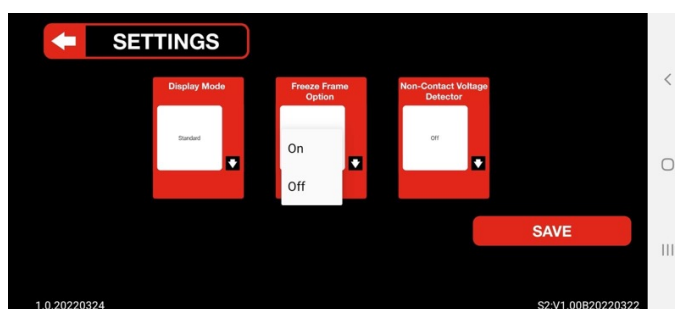 SETTINGS
Display Mode
Freeze Frame
Option
Non-Contact Voltage
Detector
Standard
On
Off
Off
SAVE
1.0.20220324
S2:V1.00B20220322